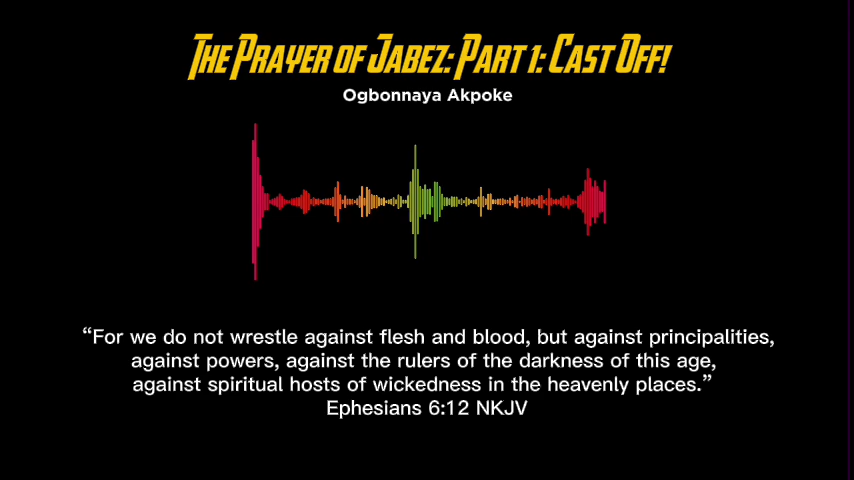 The Prayer of Jabez: Part 1: Cast Off!
Ogbonnaya Akpoke
“For we do not wrestle against flesh and blood, but against principalities,
against powers, against the rulers of the darkness of this age,
against spiritual hosts of wickedness in the heavenly places.”
Ephesians 6:12 NKJV